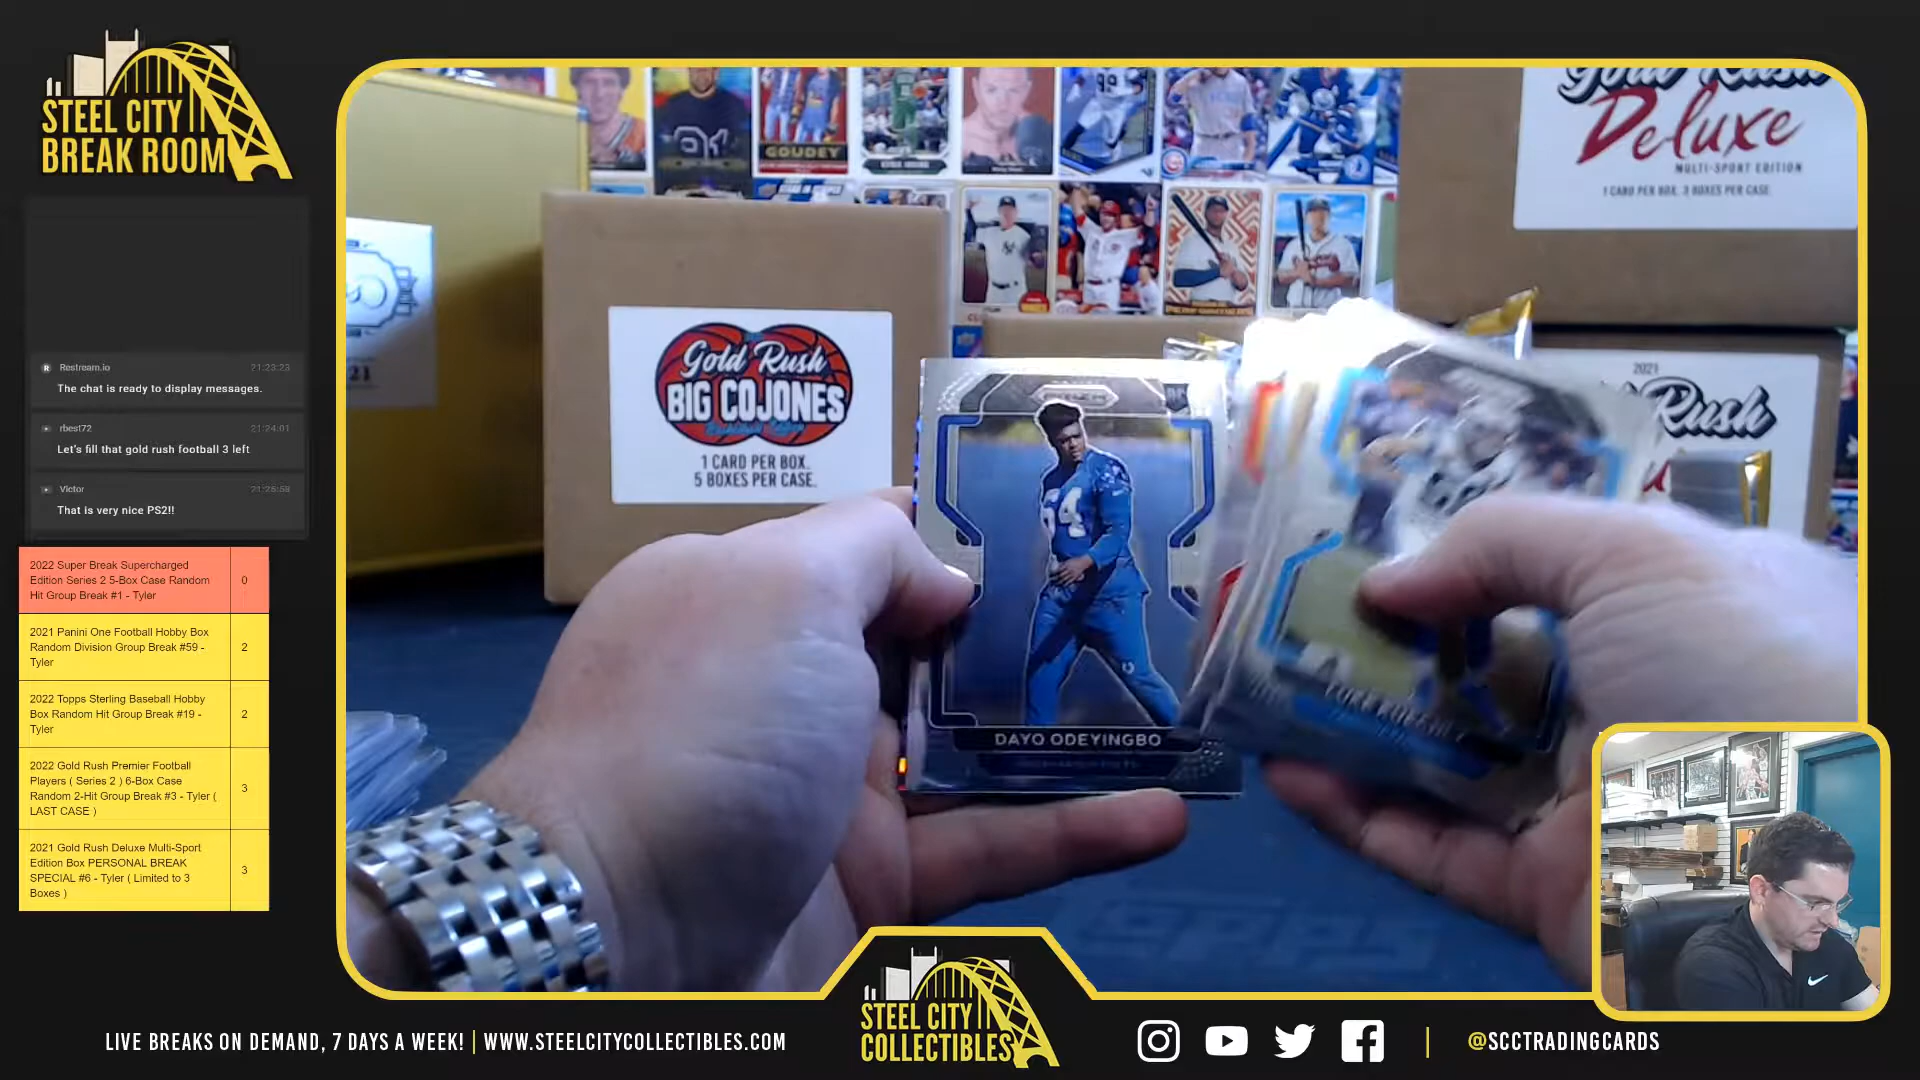 STEEL CITY
BREAK ROOM
Restream.io 21:23:23
The chat is ready to display messages.
rbest72 21:24:01
Let's fill that gold rush football 3 left
Victor
That is very nice PS2!!
2022 Super Break Supercharged
Edition Series 2 5-Box Case Random
Hit Group Break #1 - Tyler
0
2021 Panini One Football Hobby Box
Random Division Group Break #59 -
Tyler
2
2022 Topps Sterling Baseball Hobby
Box Random Hit Group Break #19 -
Tyler
2
2022 Gold Rush Premier Football
Players ( Series 2 ) 6-Box Case
Random 2-Hit Group Break #3 - Tyler (
LAST CASE )
3
2021 Gold Rush Deluxe Multi-Sport
Edition Box PERSONAL BREAK
SPECIAL #6 - Tyler ( Limited to 3
Boxes )
3
91
GOUDEY
99
Gold Rush
Deluxe
MULTI-SPORT EDITION
1 CARD PER BOX. 3 BOXES PER CASE.
Gold Rush
BIG COJONES
1 CARD PER BOX.
5 BOXES PER CASE.
21
2021
Rush
94
DAYO ODEYINGBO
STEEL CITY
COLLECTIBLES
LIVE BREAKS ON DEMAND, 7 DAYS A WEEK! | WWW.STEELCITYCOLLECTIBLES.COM
@SCCTRADINGCARDS